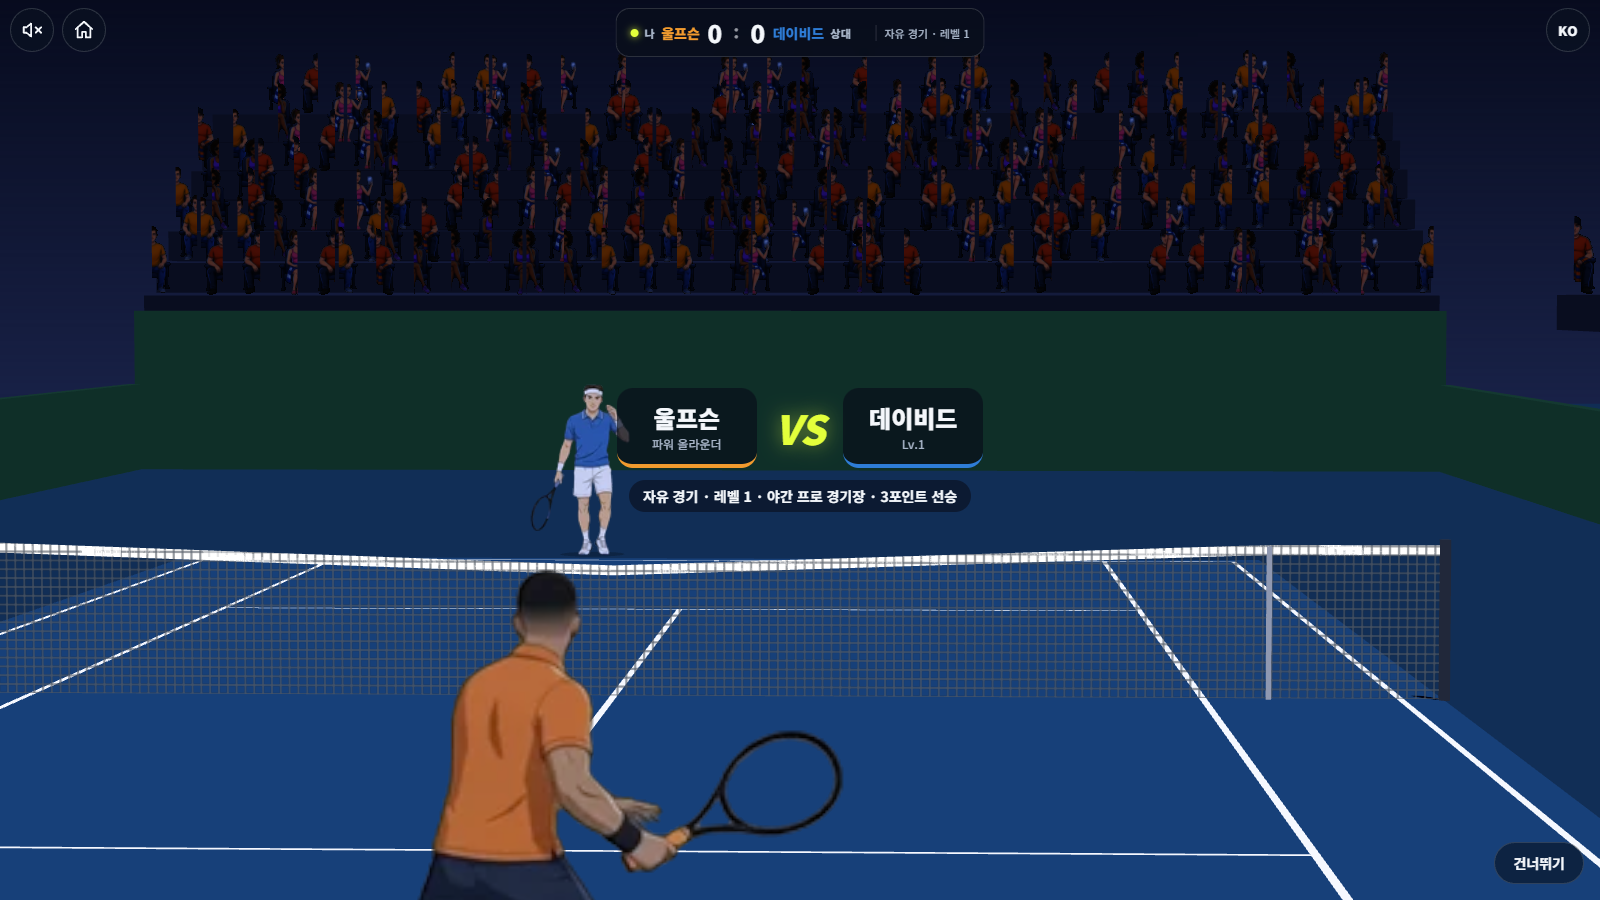 나 울프슨 0 : 0 데이비드 상대 자유 경기 · 레벨 1
KO
울프슨
파워 올라운더
VS
데이비드
Lv.1
자유 경기 · 레벨 1 · 야간 프로 경기장 · 3포인트 선승
건너뛰기